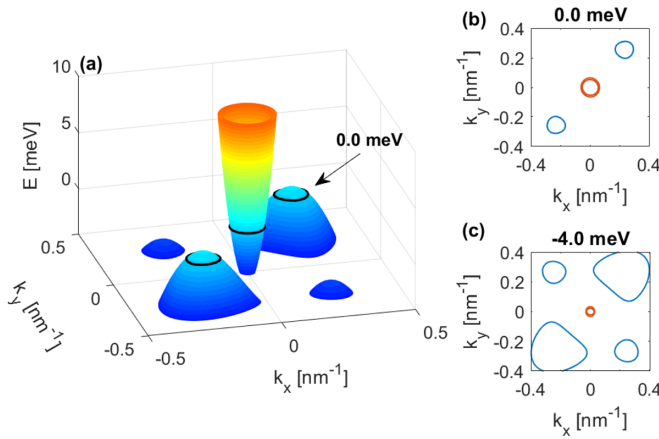 (a)
10
5
0
E [meV]
0.5
0
-0.5
k_y [nm^-1]
-0.5
0
0.5
k_x [nm^-1]
0.0 meV
(b)
0.0 meV
0.4
0.2
0
-0.2
-0.4
k_y [nm^-1]
-0.4 0 0.4
k_x [nm^-1]
(c)
-4.0 meV
0.4
0.2
0
-0.2
-0.4
k_y [nm^-1]
-0.4 0 0.4
k_x [nm^-1]